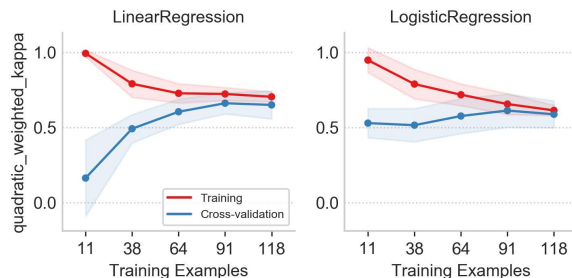 LinearRegression
LogisticRegression
quadratic_weighted_kappa
1.0
0.5
0.0
Training
Cross-validation
11 38 64 91 118
Training Examples
1.0
0.5
0.0
11 38 64 91 118
Training Examples